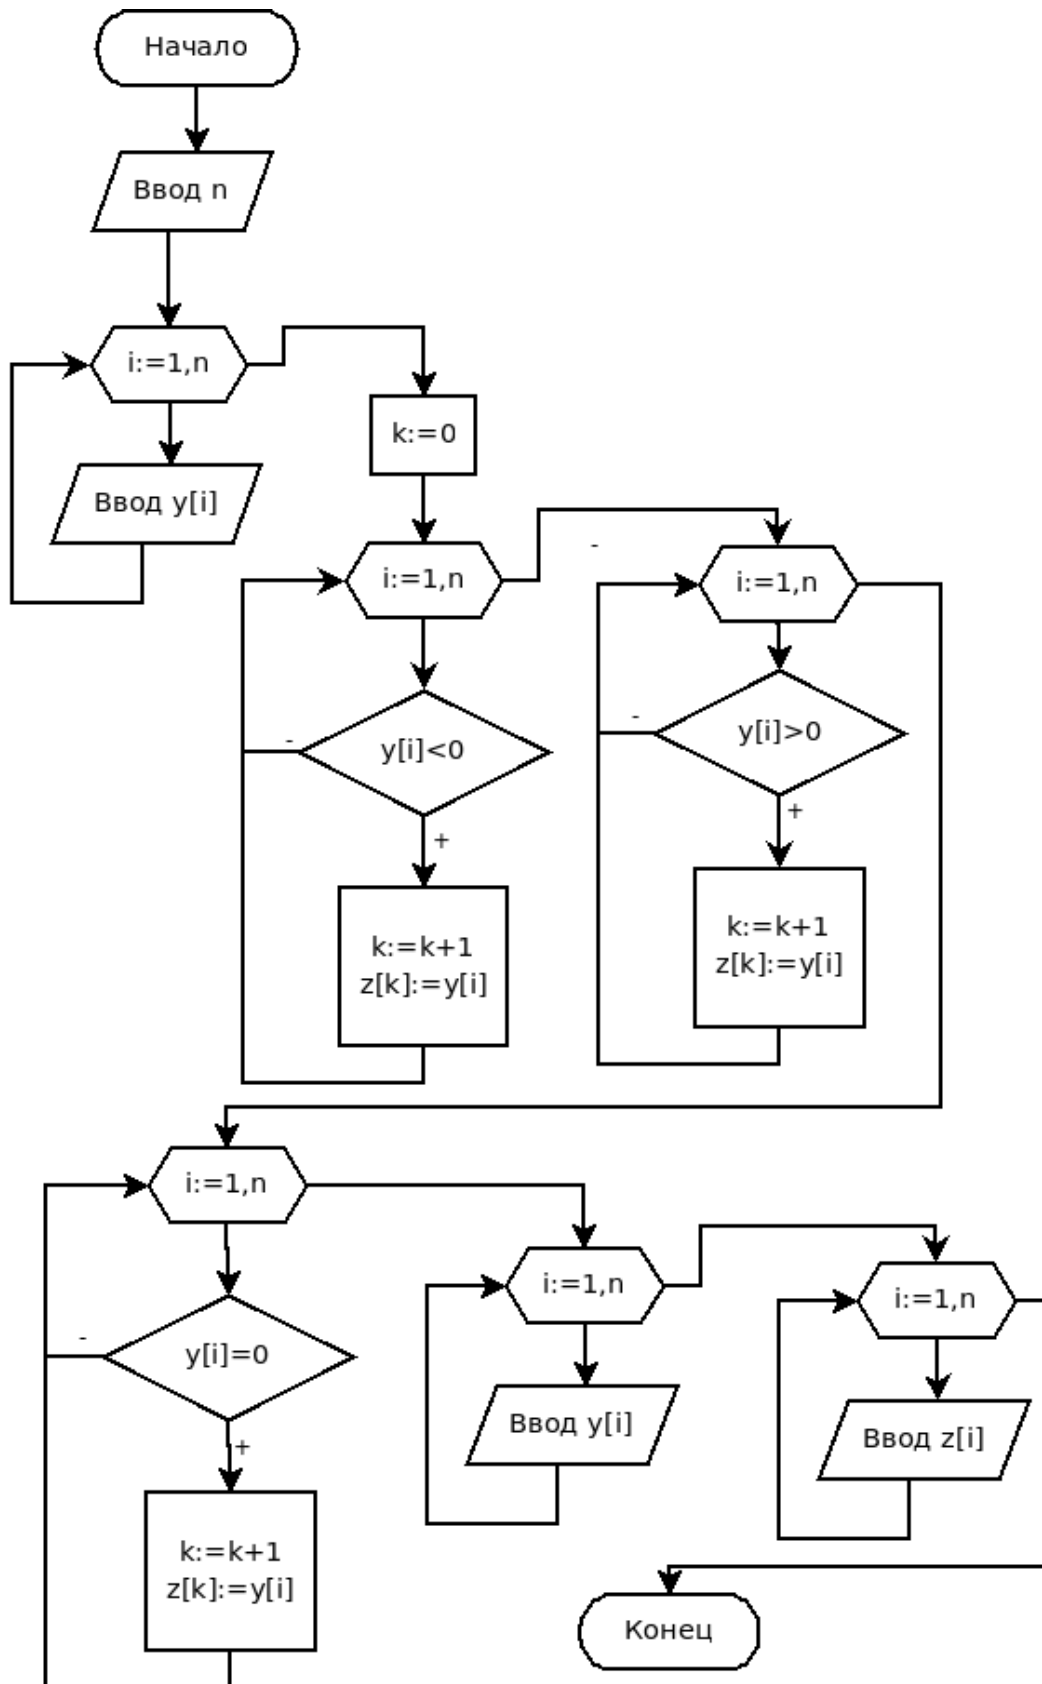 Начало
Ввод n
i:=1,n
Ввод y[i]
k:=0
i:=1,n
y[i]<0
-
+
k:=k+1
z[k]:=y[i]
-
i:=1,n
y[i]>0
-
+
k:=k+1
z[k]:=y[i]
i:=1,n
y[i]=0
-
+
k:=k+1
z[k]:=y[i]
i:=1,n
Ввод y[i]
i:=1,n
Ввод z[i]
Конец